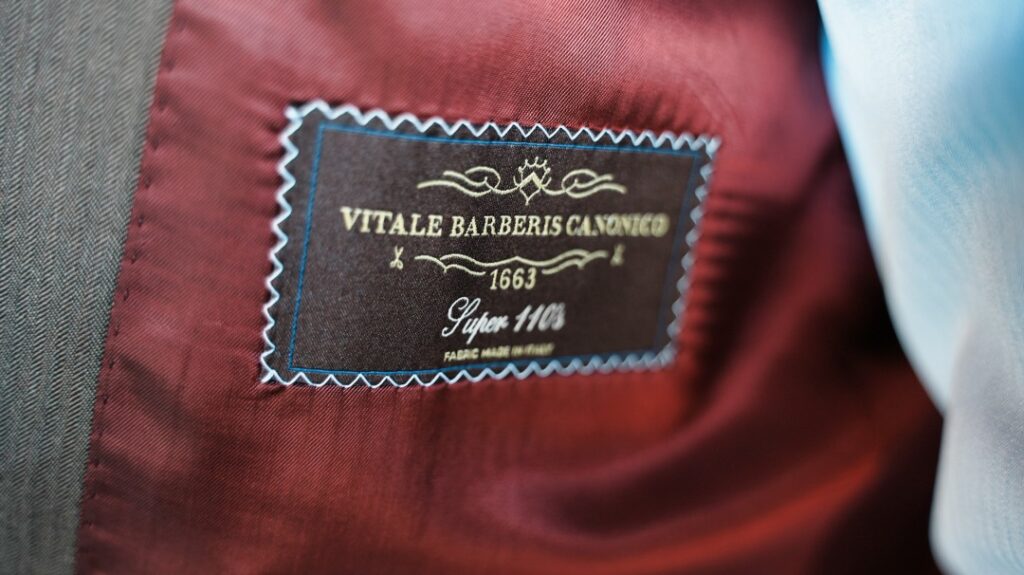 VITALE BARBERIS CANONICO
1663
Super 110's
FABRIC MADE IN ITALY